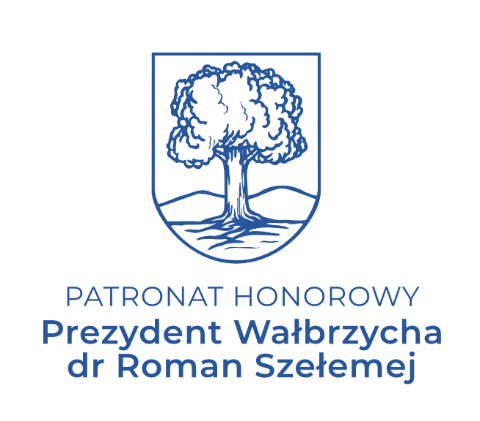 PATRONAT HONOROWY
Prezydent Wałbrzycha
dr Roman Szełemej